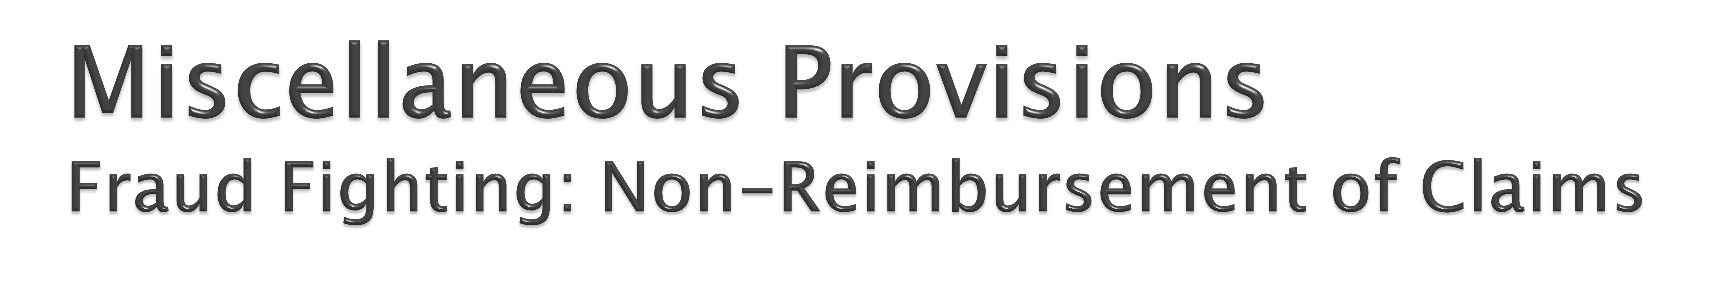 Miscellaneous Provisions
Fraud Fighting: Non-Reimbursement of Claims